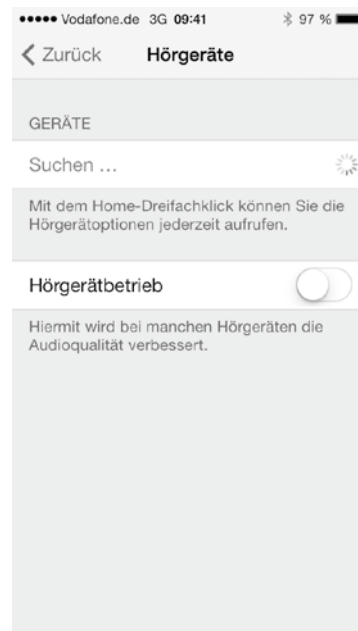 Vodafone.de 3G 09:41 97 %
Zurück Hörgeräte
GERÄTE
Suchen ...
Mit dem Home-Dreifachklick können Sie die
Hörgerätoptionen jederzeit aufrufen.
Hörgerätbetrieb
Hiermit wird bei manchen Hörgeräten die
Audioqualität verbessert.